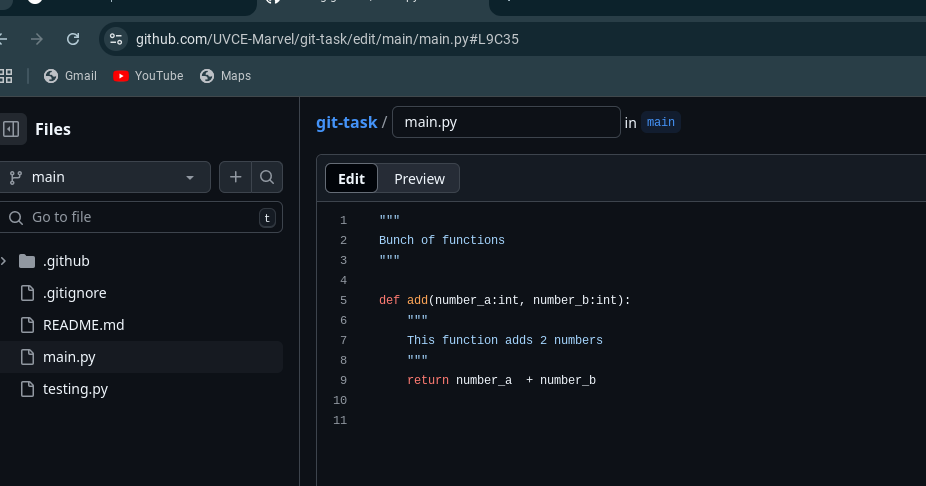 github.com/UVCE-Marvel/git-task/edit/main/main.py#L9C35
Gmail YouTube Maps
Files
main
Go to file t
.github
.gitignore
README.md
main.py
testing.py
git-task / main.py in main
Edit Preview
1 """
2 Bunch of functions
3 """
4
5 def add(number_a:int, number_b:int):
6 """
7 This function adds 2 numbers
8 """
9 return number_a  + number_b
10
11